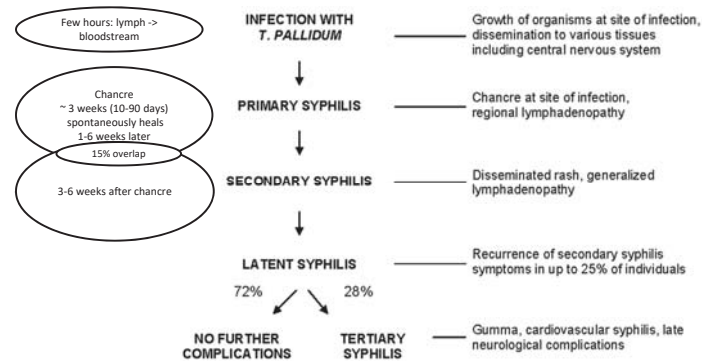 Few hours: lymph ->
bloodstream
INFECTION WITH
T. PALLIDUM
Growth of organisms at site of infection,
dissemination to various tissues
including central nervous system
Chancre
~ 3 weeks (10-90 days)
spontaneously heals
1-6 weeks later
PRIMARY SYPHILIS
Chancre at site of infection,
regional lymphadenopathy
15% overlap
3-6 weeks after chancre
SECONDARY SYPHILIS
Disseminated rash, generalized
lymphadenopathy
LATENT SYPHILIS
Recurrence of secondary syphilis
symptoms in up to 25% of individuals
72%
28%
NO FURTHER
COMPLICATIONS
TERTIARY
SYPHILIS
Gumma, cardiovascular syphilis, late
neurological complications